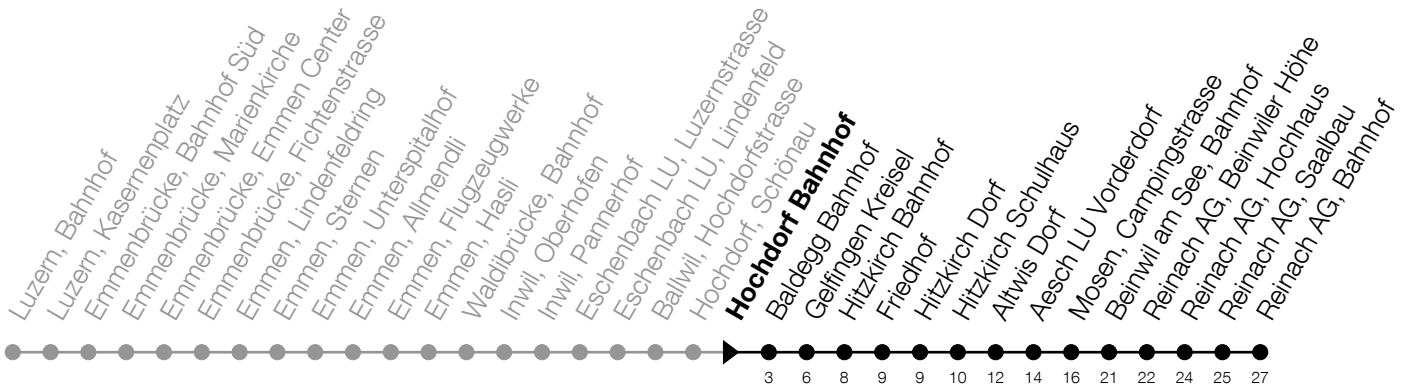 Luzern, Bahnhof
Luzern, Kasernenplatz
Emmenbrücke, Bahnhof Süd
Emmenbrücke, Marienkirche
Emmenbrücke, Emmen Center
Emmenbrücke, Fichtenstrasse
Emmen, Lindenfeldring
Emmen, Sternen
Emmen, Unterspitalhof
Emmen, Allmendli
Emmen, Flugzeugwerke
Emmen, Hasli
Waldibrücke, Bahnhof
Inwil, Oberhofen
Inwil, Pannerhof
Eschenbach LU, Luzernstrasse
Eschenbach LU, Lindenfeld
Ballwil, Hochdorfstrasse
Hochdorf, Schönau
Hochdorf Bahnhof
Baldegg Bahnhof
Gelfingen Kreisel
Hitzkirch Bahnhof
Friedhof
Hitzkirch Dorf
Hitzkirch Schulhaus
Altwis Dorf
Aesch LU Vorderdorf
Mosen, Campingstrasse
Beinwil am See, Bahnhof
Reinach AG, Beinwiler Höhe
Reinach AG, Hochhaus
Reinach AG, Saalbau
Reinach AG, Bahnhof
3 6 8 9 9 10 12 14 16 21 22 24 25 27